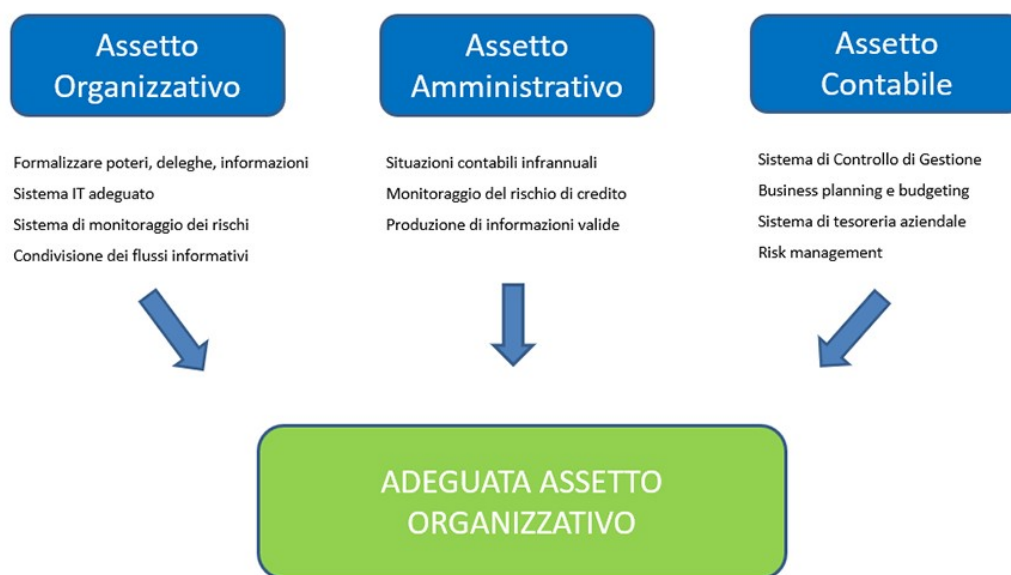 Assetto
Organizzativo
Formalizzare poteri, deleghe, informazioni
Sistema IT adeguato
Sistema di monitoraggio dei rischi
Condivisione dei flussi informativi
Assetto
Amministrativo
Situazioni contabili infrannuali
Monitoraggio del rischio di credito
Produzione di informazioni valide
Assetto
Contabile
Sistema di Controllo di Gestione
Business planning e budgeting
Sistema di tesoreria aziendale
Risk management
ADEGUATA ASSETTO
ORGANIZZATIVO